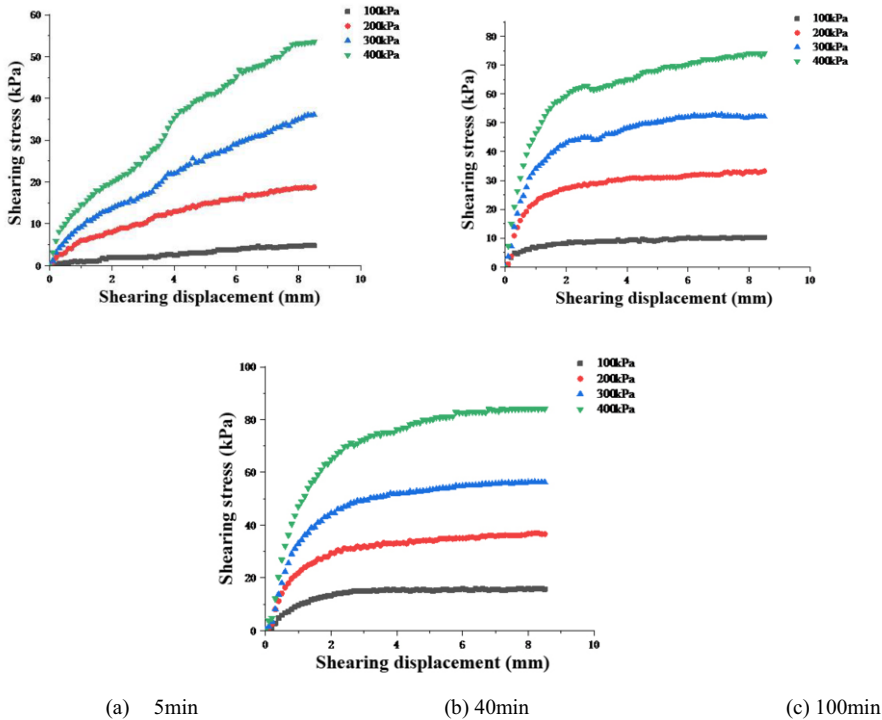 100kPa
200kPa
300kPa
400kPa
60
50
40
30
20
10
0
0 2 4 6 8 10
Shearing stress (kPa)
Shearing displacement (mm)
100kPa
200kPa
300kPa
400kPa
80
70
60
50
40
30
20
10
0
0 2 4 6 8 10
Shearing stress (kPa)
Shearing displacement (mm)
100kPa
200kPa
300kPa
400kPa
100
80
60
40
20
0
0 2 4 6 8 10
Shearing stress (kPa)
Shearing displacement (mm)
(a) 5min (b) 40min (c) 100min